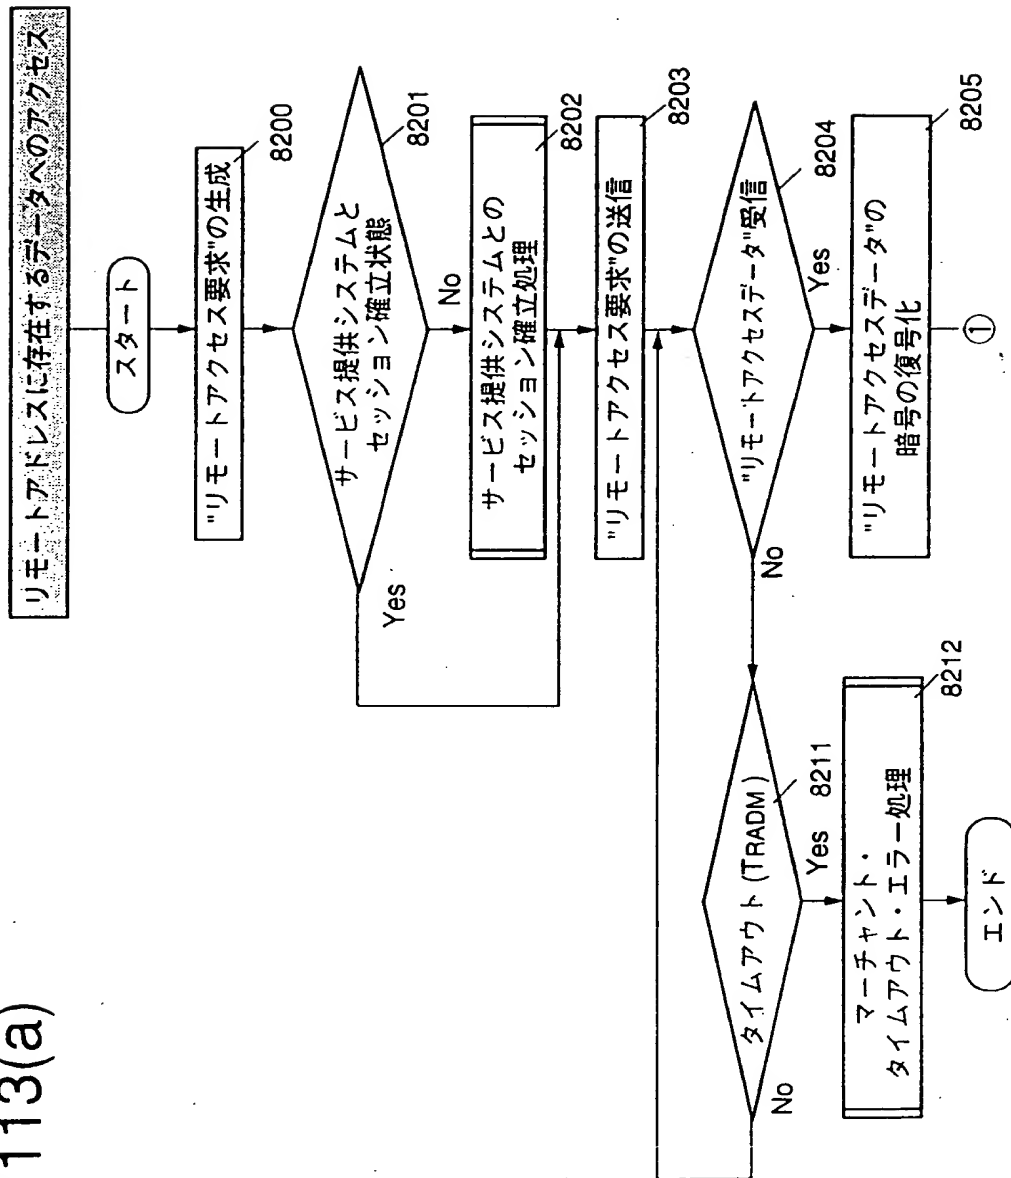 113(a)
リモートアドレスに存在するデータへのアクセス
スタート
"リモートアクセス要求"の生成
8200
サービス提供システムと
セッション確立状態
8201
Yes
No
サービス提供システムとの
セッション確立処理
8202
"リモートアクセス要求"の送信
8203
"リモートアクセスデータ"受信
8204
No
Yes
"リモートアクセスデータ"の
暗号の復号化
8205
①
タイムアウト(TRADM)
8211
No
Yes
マーチャント・
タイムアウト・エラー処理
8212
エンド